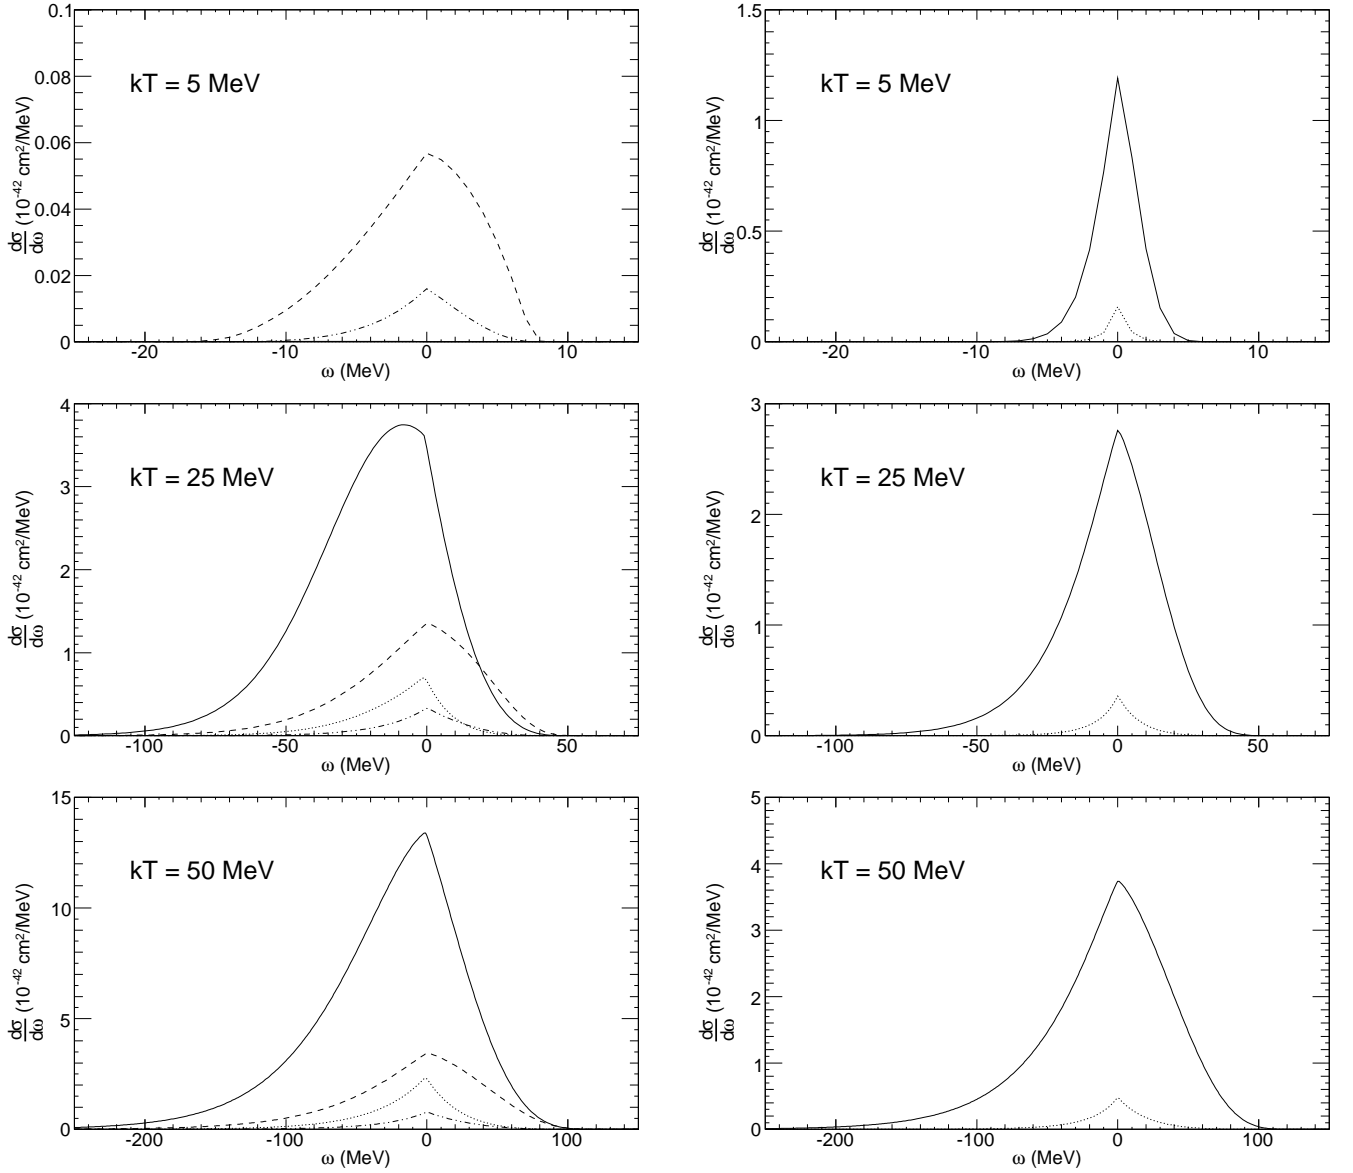 0.1
0.08
0.06
0.04
0.02
0
kT = 5 MeV
dσ/dω (10⁻⁴² cm²/MeV)
-20 -10 0 10
ω (MeV)
1.5
1
0.5
0
kT = 5 MeV
dσ/dω (10⁻⁴² cm²/MeV)
-20 -10 0 10
ω (MeV)
4
3
2
1
0
kT = 25 MeV
dσ/dω (10⁻⁴² cm²/MeV)
-100 -50 0 50
ω (MeV)
3
2
1
0
kT = 25 MeV
dσ/dω (10⁻⁴² cm²/MeV)
-100 -50 0 50
ω (MeV)
15
10
5
0
kT = 50 MeV
dσ/dω (10⁻⁴² cm²/MeV)
-200 -100 0 100
ω (MeV)
5
4
3
2
1
0
kT = 50 MeV
dσ/dω (10⁻⁴² cm²/MeV)
-200 -100 0 100
ω (MeV)